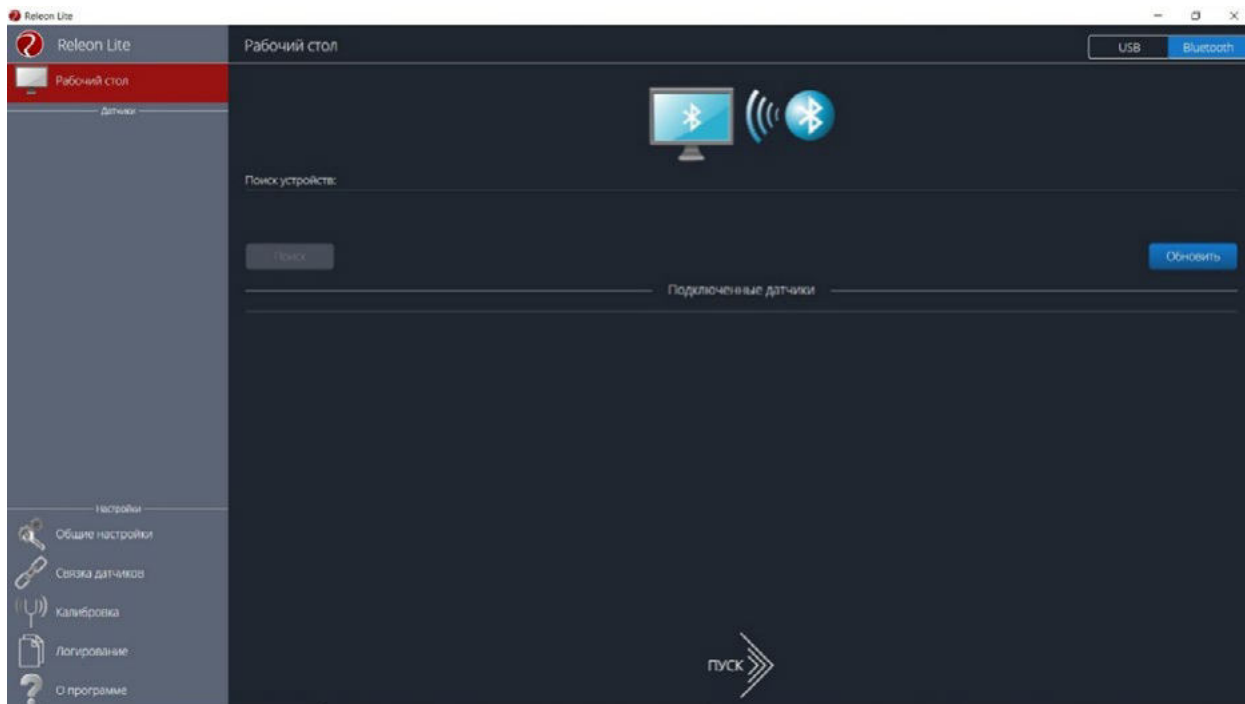 Releon Lite
Releon Lite
Рабочий стол
USB
Bluetooth
Рабочий стол
Датчики
Поиск устройств:
Поиск
Обновить
Подключенные датчики
Настройки
Общие настройки
Связка датчиков
Калибровка
Логирование
О программе
ПУСК